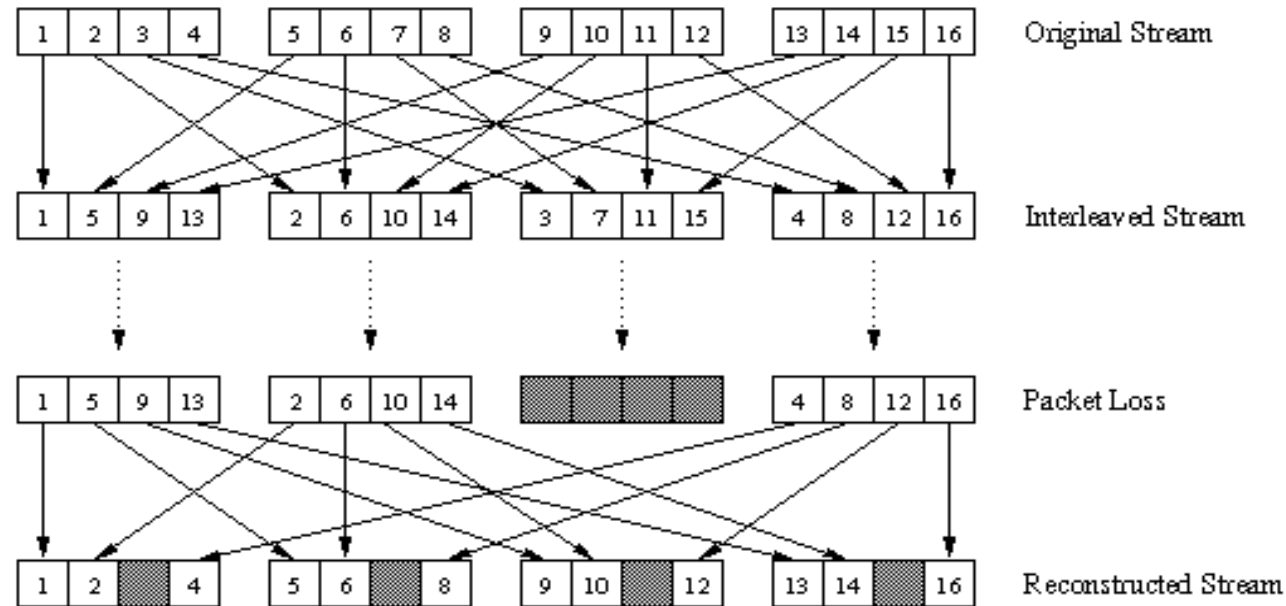 1 2 3 4 5 6 7 8 9 10 11 12 13 14 15 16 Original Stream
1 5 9 13 2 6 10 14 3 7 11 15 4 8 12 16 Interleaved Stream
1 5 9 13 2 6 10 14 4 8 12 16 Packet Loss
1 2 4 5 6 8 9 10 12 13 14 16 Reconstructed Stream